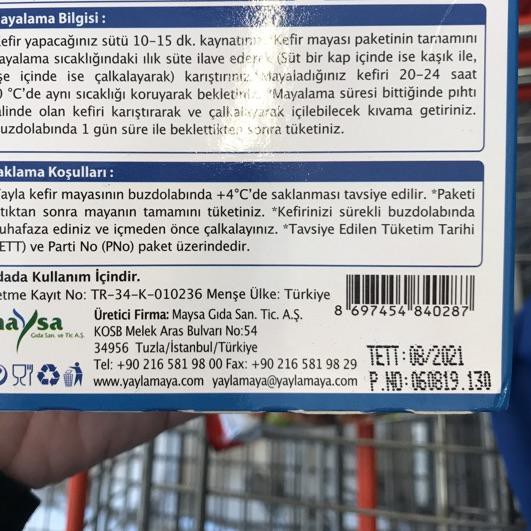 ayalama Bilgisi :
efir yapacağınız sütü 10-15 dk. kaynatın. *Kefir mayası paketinin tamamını
ayalama sıcaklığındaki ılık süte ilave ederek (Süt bir kap içinde ise kaşık ile,
şe içinde ise çalkalayarak) karıştırınız. *Mayaladığınız kefiri 20-24 saat
0 °C'de aynı sıcaklığı koruyarak bekletiniz. *Mayalama süresi bittiğinde pıhtı
alinde olan kefiri karıştırarak ve çalkalayarak içilebilecek kıvama getiriniz.
uzdolabında 1 gün süre ile beklettikten sonra tüketiniz.
aklama Koşulları :
ayla kefir mayasının buzdolabında +4°C'de saklanması tavsiye edilir. *Paketi
tıktan sonra mayanın tamamını tüketiniz. *Kefirinizi sürekli buzdolabında
uhafaza ediniz ve içmeden önce çalkalayınız. *Tavsiye Edilen Tüketim Tarihi
ETT) ve Parti No (PNo) paket üzerindedir.
dada Kullanım İçindir.
etme Kayıt No: TR-34-K-010236 Menşe Ülke: Türkiye
8 697454 840287
maysa
Gıda San. ve Tic A.Ş.
Üretici Firma: Maysa Gıda San. Tic. A.Ş.
KOSB Melek Aras Bulvarı No:54
34956 Tuzla/İstanbul/Türkiye
Tel: +90 216 581 98 00 Fax: +90 216 581 98 29
www.yaylamaya.com yaylamaya@yaylamaya.com
TETT:08/2021
P.NO:060819.130